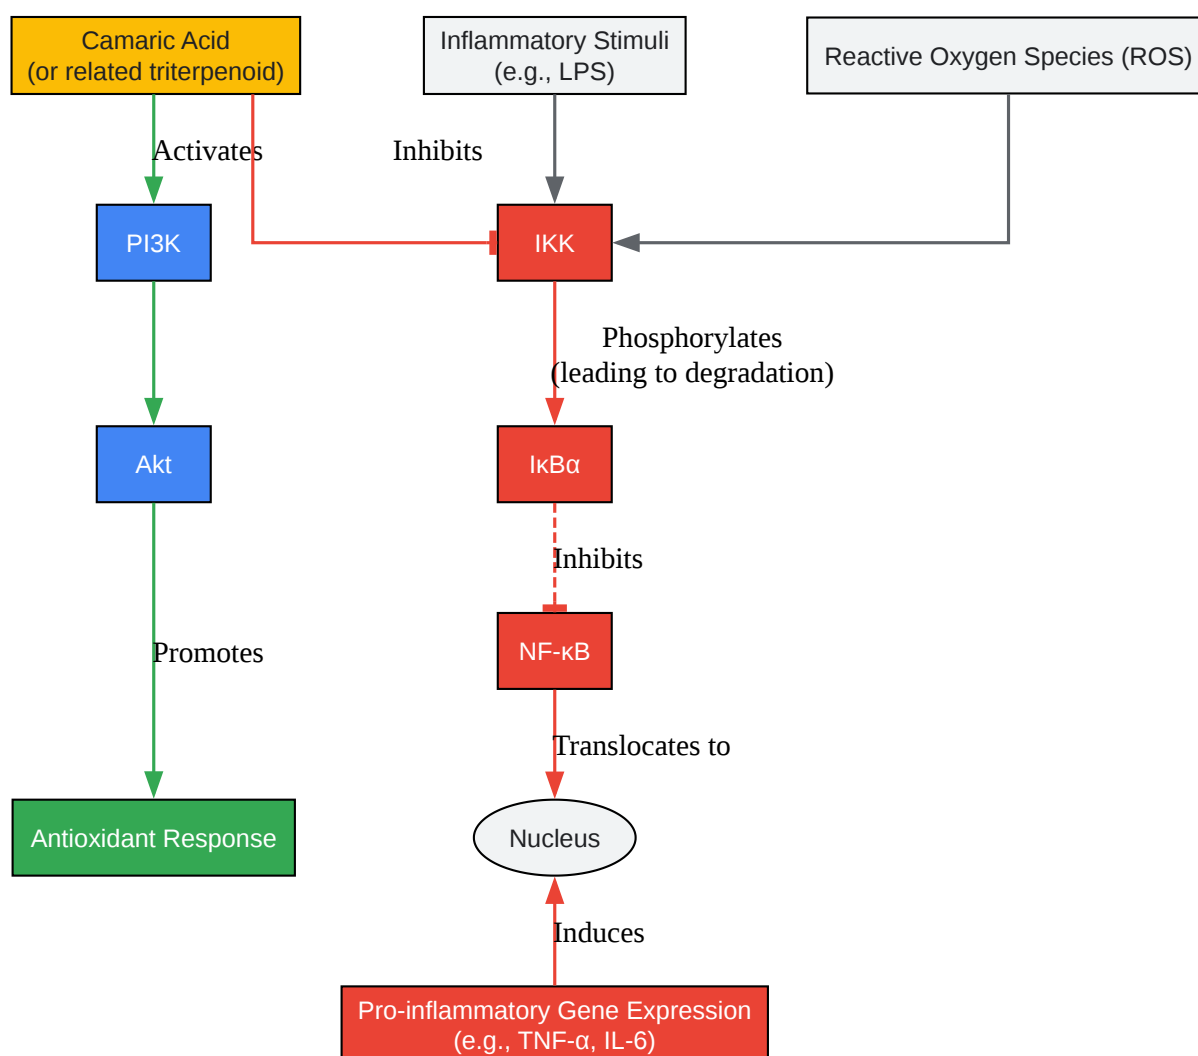 Camaric Acid
(or related triterpenoid)
Inflammatory Stimuli
(e.g., LPS)
Reactive Oxygen Species (ROS)
Activates
Inhibits
PI3K
IKK
Phosphorylates
(leading to degradation)
Akt
IκBα
Inhibits
NF-κB
Promotes
Translocates to
Antioxidant Response
Nucleus
Induces
Pro-inflammatory Gene Expression
(e.g., TNF-α, IL-6)